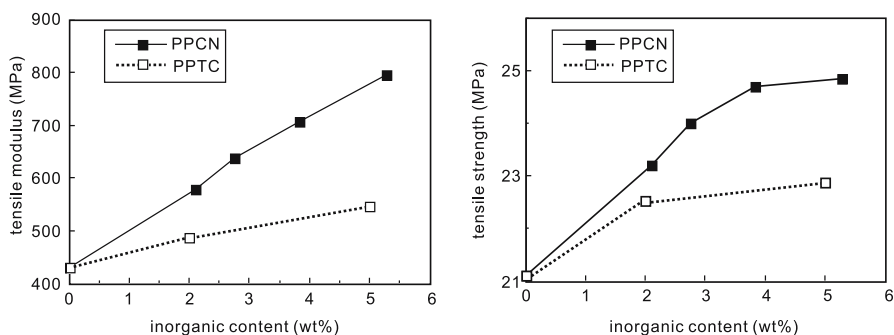 900
800
700
600
500
400
tensile modulus (MPa)
PPCN
PPTC
0 1 2 3 4 5 6
inorganic content (wt%)
25
23
21
tensile strength (MPa)
PPCN
PPTC
0 1 2 3 4 5 6
inorganic content (wt%)